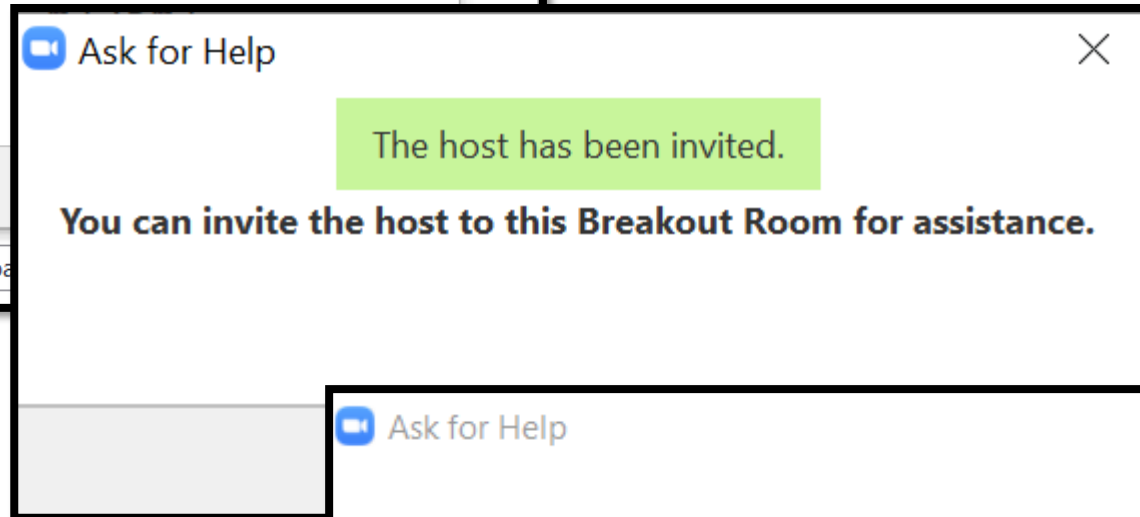 Ask for Help
The host has been invited.
You can invite the host to this Breakout Room for assistance.
Ask for Help